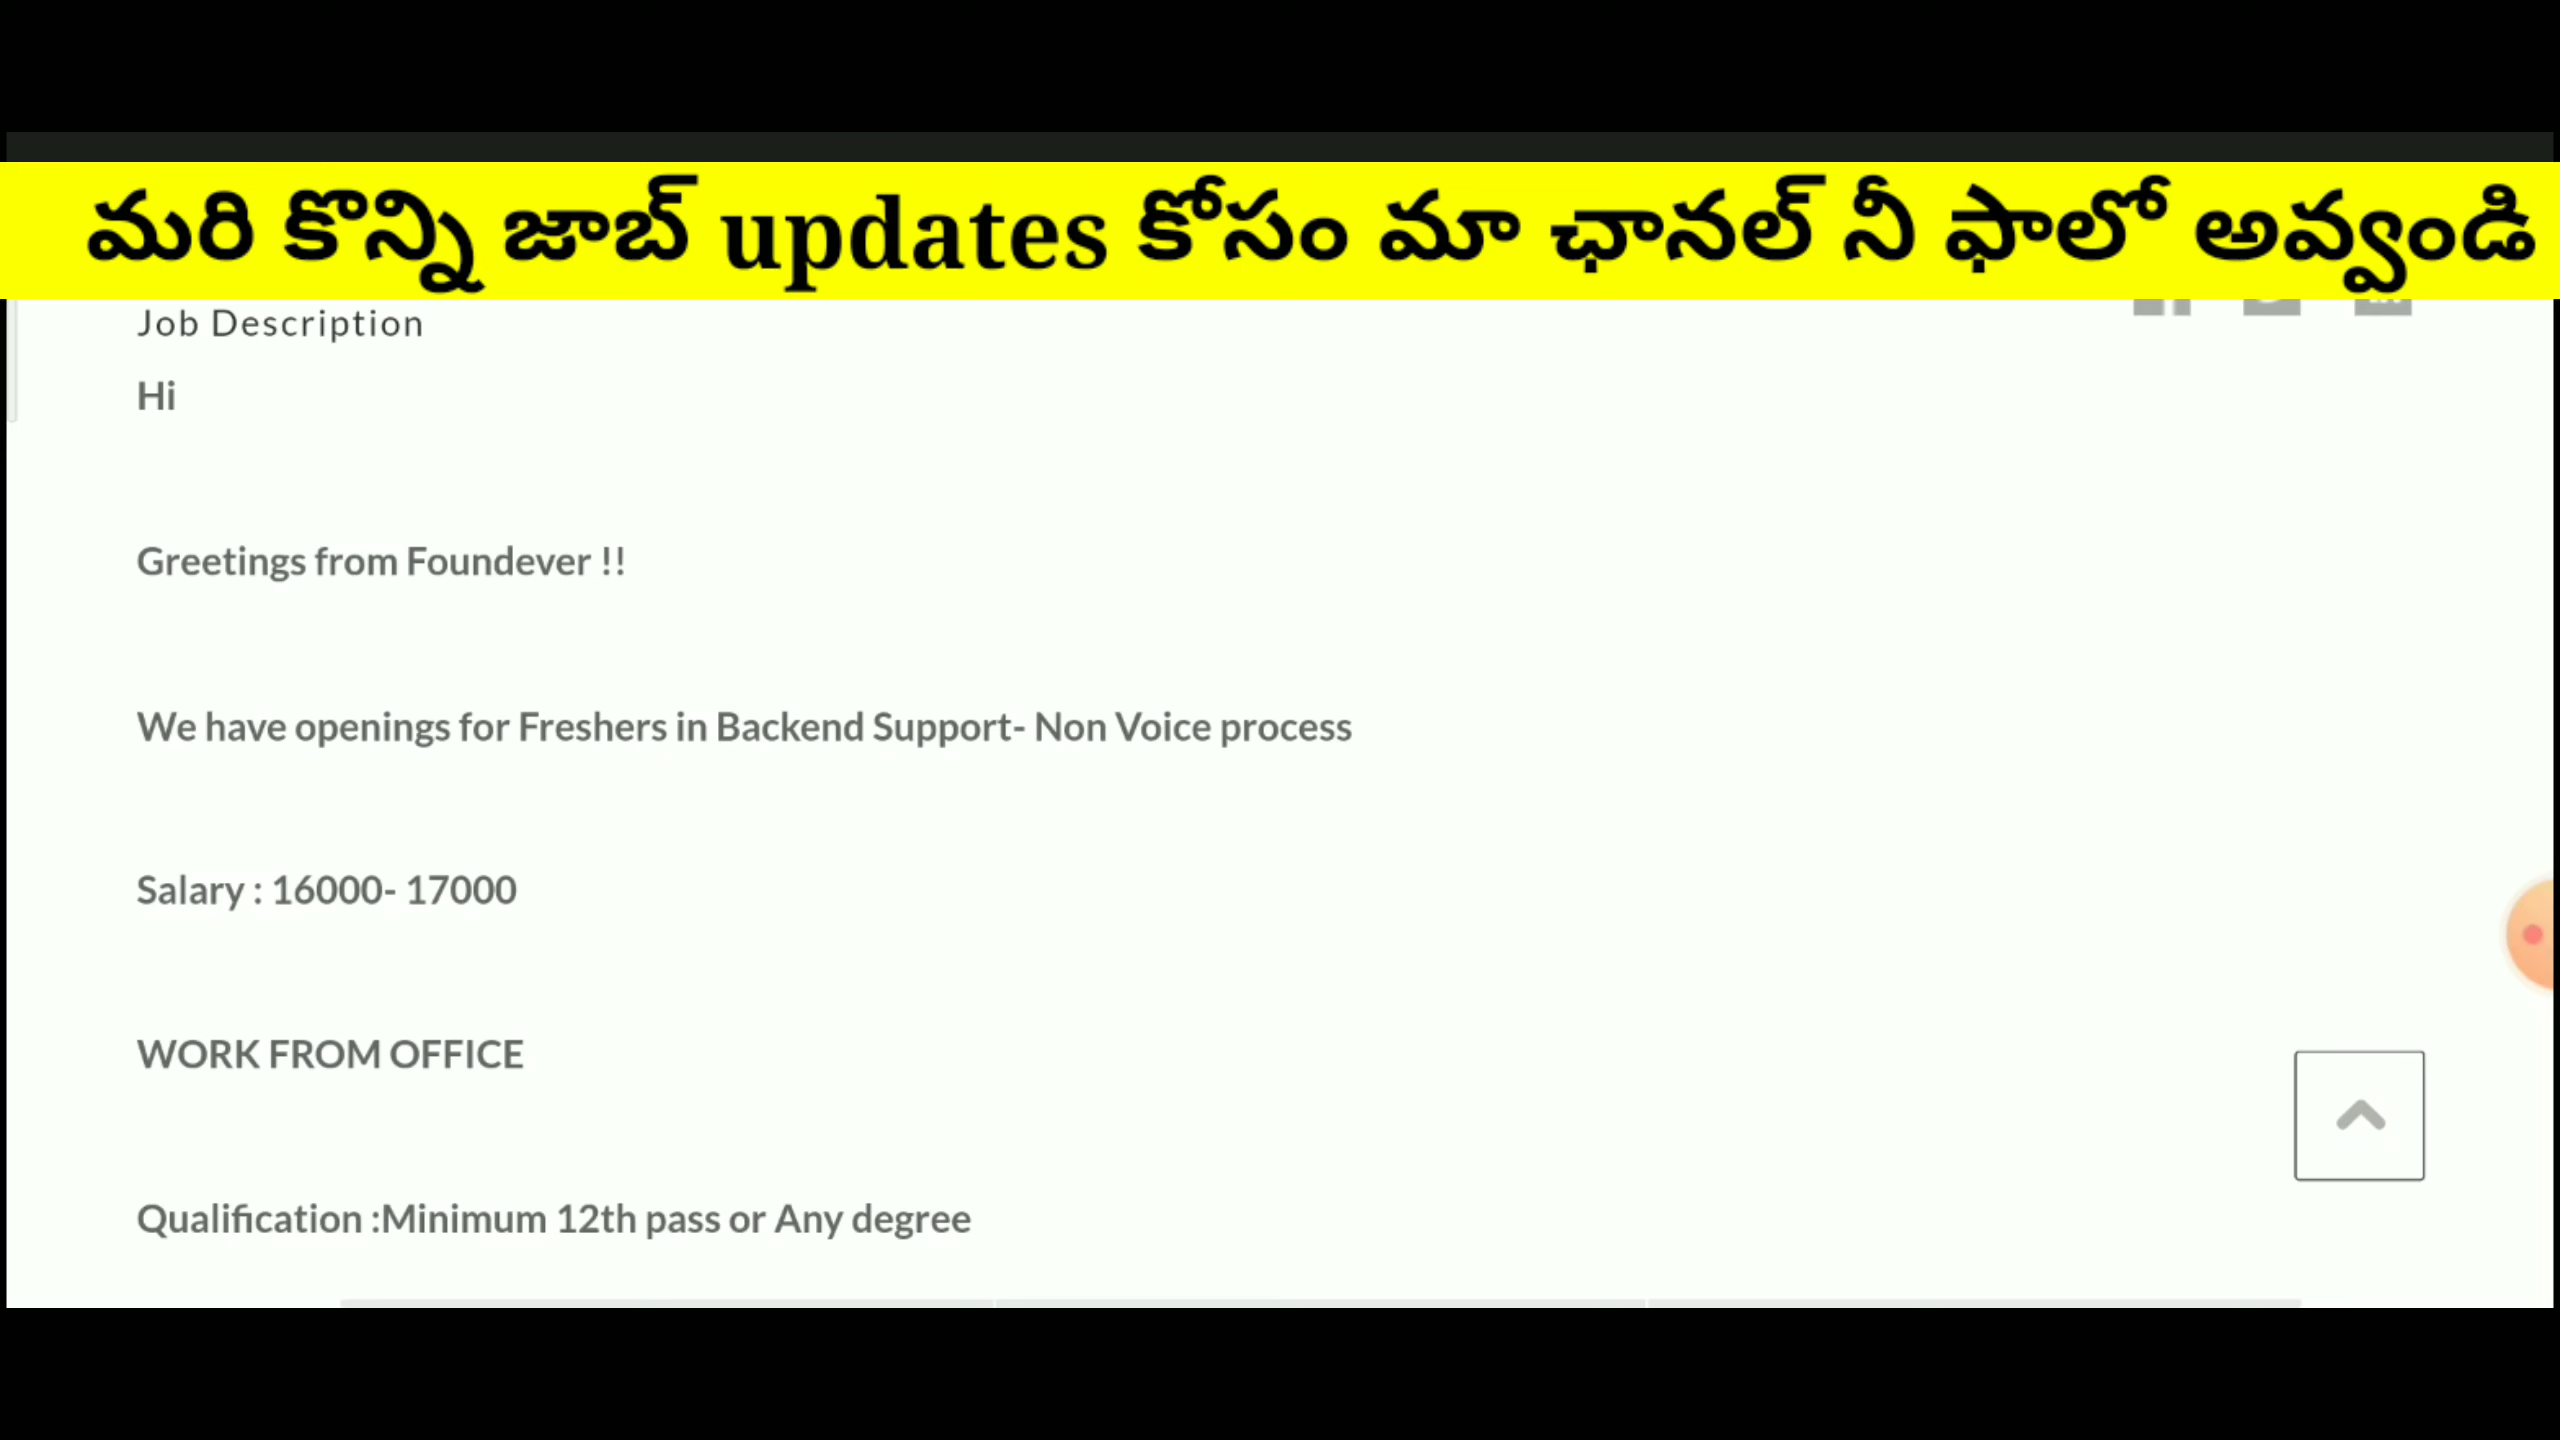 మరి కొన్ని జాబ్ updates కోసం మా ఛానల్ నీ ఫాలో అవ్వండి
Job Description
Hi
Greetings from Foundever !!
We have openings for Freshers in Backend Support- Non Voice process
Salary : 16000- 17000
WORK FROM OFFICE
Qualification :Minimum 12th pass or Any degree